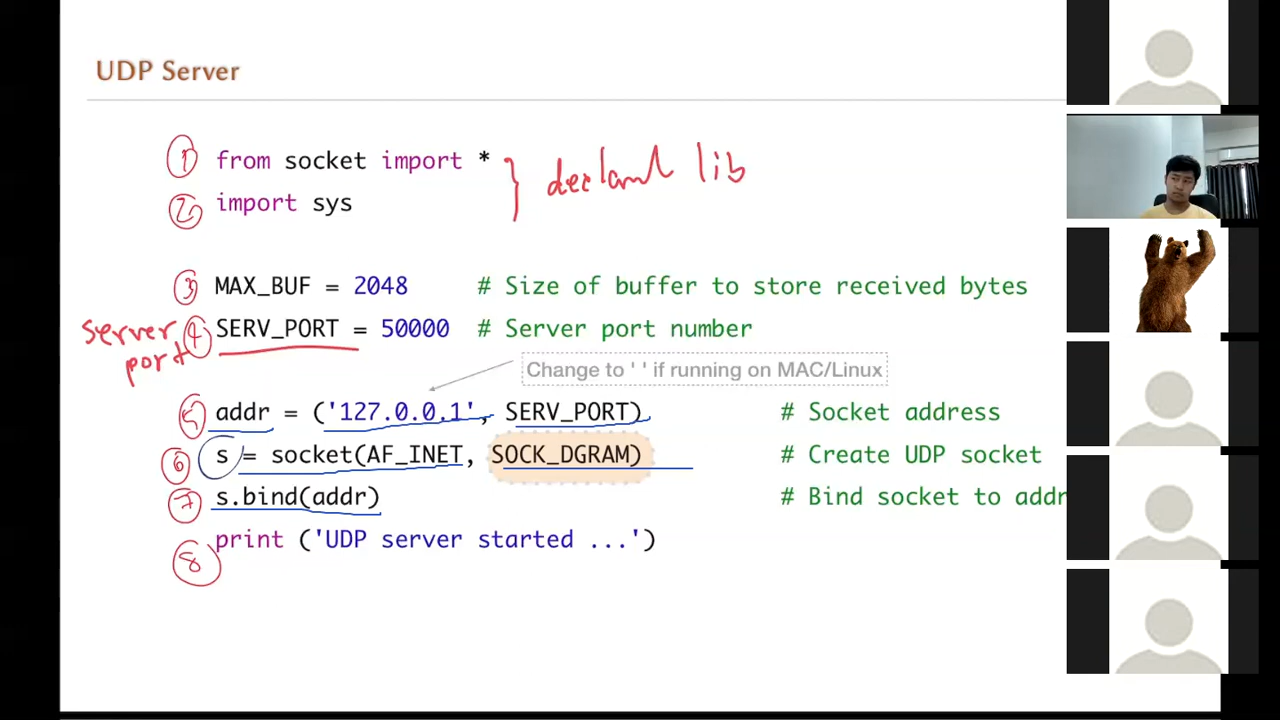 UDP Server
1 from socket import * } declare lib
2 import sys
3 MAX_BUF = 2048 # Size of buffer to store received bytes
server port
4 SERV_PORT = 50000 # Server port number
Change to ' ' if running on MAC/Linux
5 addr = ('127.0.0.1', SERV_PORT) # Socket address
6 s = socket(AF_INET, SOCK_DGRAM) # Create UDP socket
7 s.bind(addr) # Bind socket to addr
8 print ('UDP server started ...')